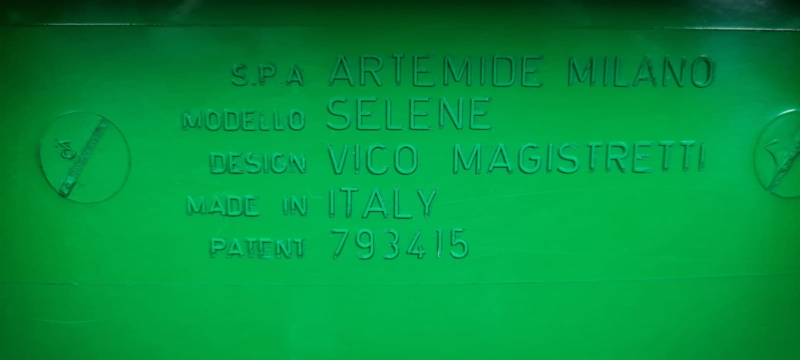 S.P.A ARTEMIDE MILANO
MODELLO SELENE
DESIGN VICO MAGISTRETTI
MADE IN ITALY
PATENT 793415